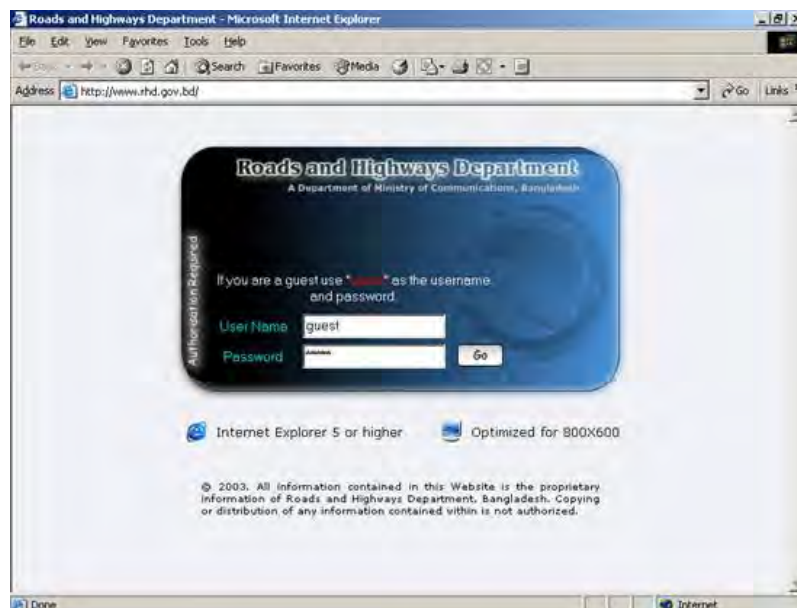 Roads and Highways Department - Microsoft Internet Explorer
File Edit View Favorites Tools Help
Search Favorites Media
Address http://www.rhd.gov.bd/ Go Links
Roads and Highways Department
A Department of Ministry of Communications, Bangladesh
Authorisation Required
If you are a guest use "guest" as the username
and password
User Name guest
Password Go
Internet Explorer 5 or higher Optimized for 800X600
© 2003. All information contained in this Website is the proprietary
information of Roads and Highways Department, Bangladesh. Copying
or distribution of any information contained within is not authorized.
Done Internet